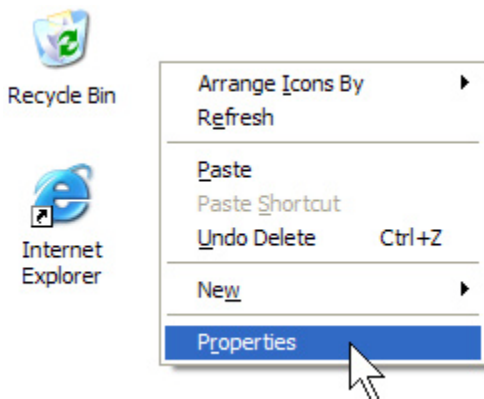 Recycle Bin
Internet
Explorer
Arrange Icons By
Refresh
Paste
Paste Shortcut
Undo Delete Ctrl+Z
New
Properties